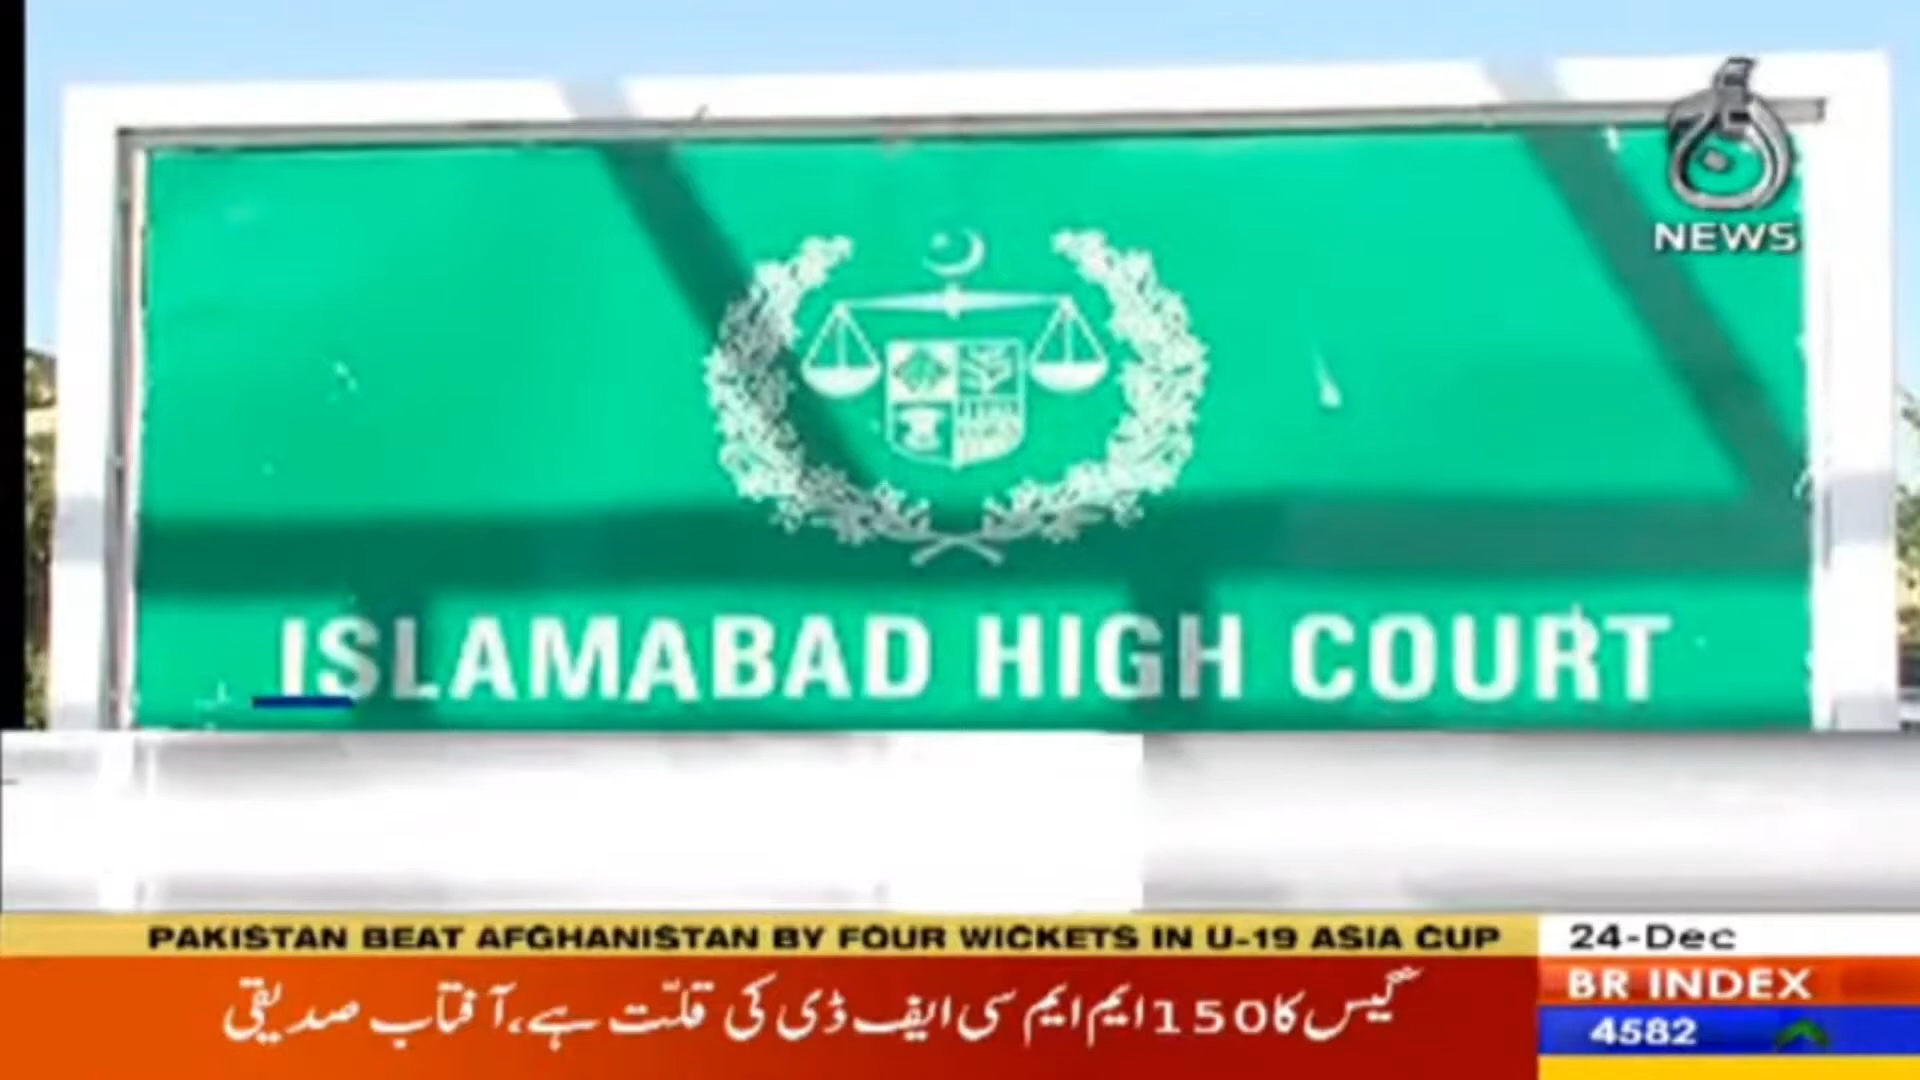 NEWS
ISLAMABAD HIGH COURT
PAKISTAN BEAT AFGHANISTAN BY FOUR WICKETS IN U-19 ASIA CUP
24-Dec
گیس کا 150 ایم ایم سی ایف ڈی کی قلّت ہے، آفتاب صدیقی
BR INDEX
4582